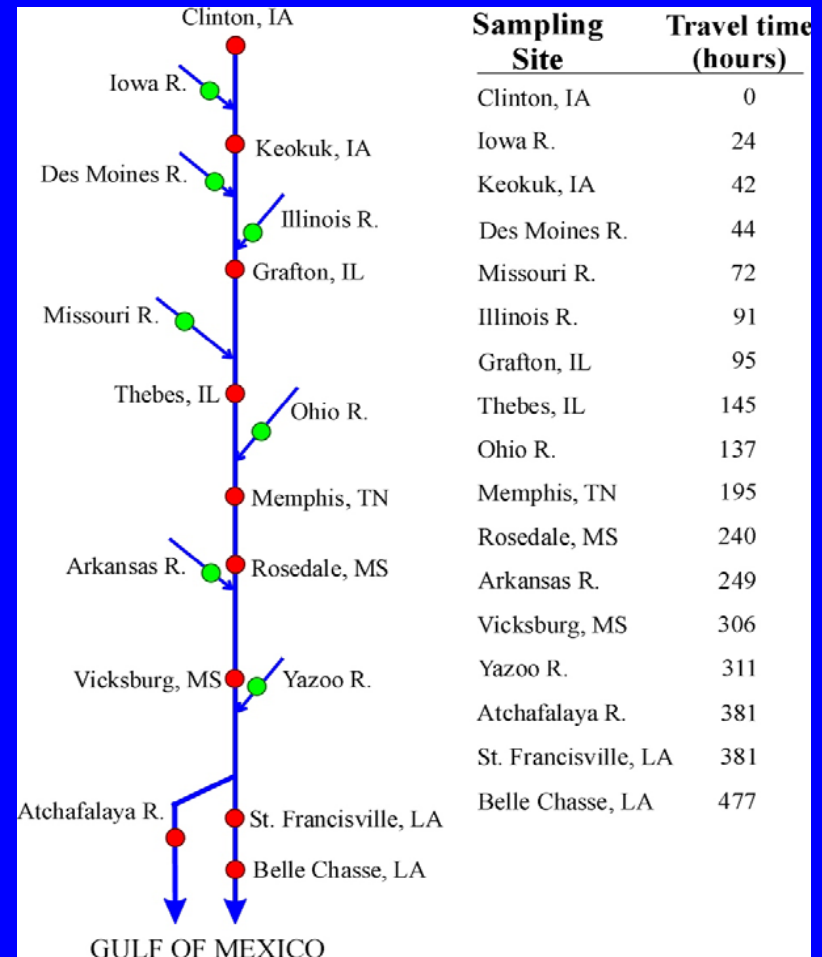 Clinton, IA
Iowa R.
Keokuk, IA
Des Moines R.
Illinois R.
Grafton, IL
Missouri R.
Thebes, IL
Ohio R.
Memphis, TN
Arkansas R.
Rosedale, MS
Vicksburg, MS
Yazoo R.
Atchafalaya R.
St. Francisville, LA
Belle Chasse, LA
GULF OF MEXICO
Sampling Travel time
Site (hours)
Clinton, IA 0
Iowa R. 24
Keokuk, IA 42
Des Moines R. 44
Missouri R. 72
Illinois R. 91
Grafton, IL 95
Thebes, IL 145
Ohio R. 137
Memphis, TN 195
Rosedale, MS 240
Arkansas R. 249
Vicksburg, MS 306
Yazoo R. 311
Atchafalaya R. 381
St. Francisville, LA 381
Belle Chasse, LA 477